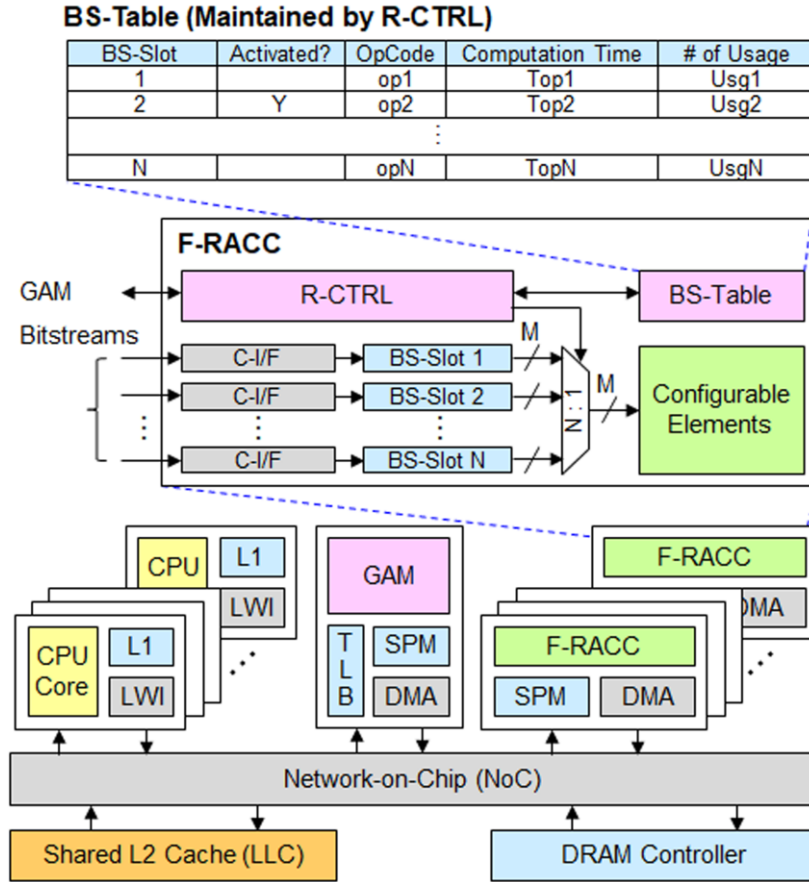 BS-Table (Maintained by R-CTRL)
BS-Slot Activated? OpCode Computation Time # of Usage
1 op1 Top1 Usg1
2 Y op2 Top2 Usg2
⋮
N opN TopN UsgN
F-RACC
GAM R-CTRL BS-Table
Bitstreams
C-I/F BS-Slot 1 M
C-I/F BS-Slot 2
⋮ ⋮ ⋮
C-I/F BS-Slot N
N : 1
M
Configurable
Elements
CPU L1
LWI
CPU
Core
L1
LWI
⋰
GAM
TLB
SPM
DMA
F-RACC
DMA
F-RACC
SPM DMA
⋰
Network-on-Chip (NoC)
Shared L2 Cache (LLC) DRAM Controller